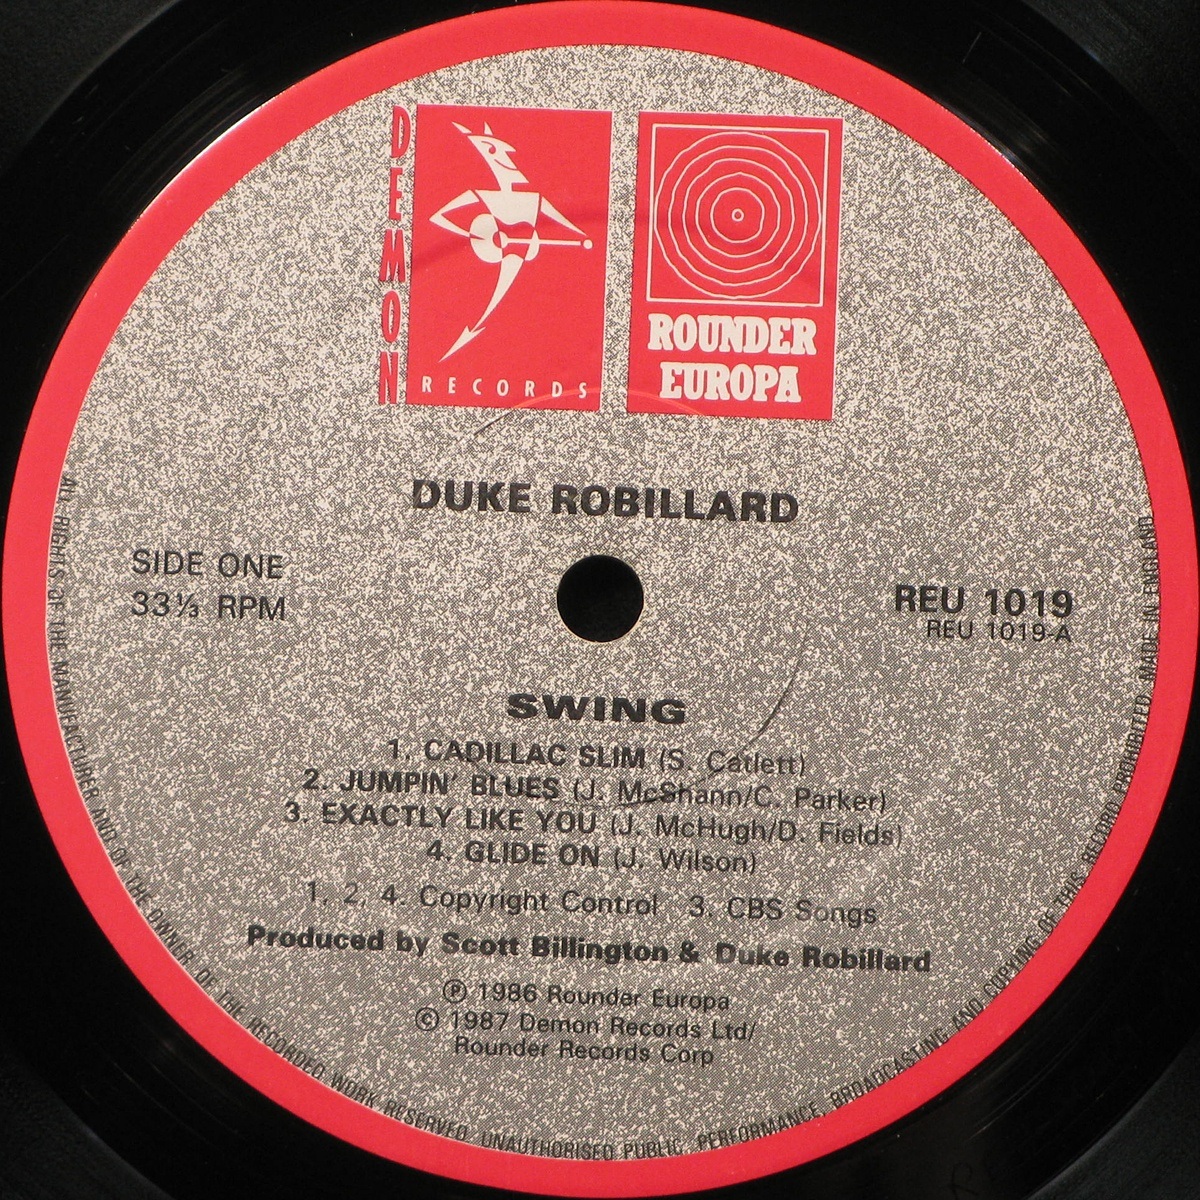 DEMON
RECORDS
ROUNDER
EUROPA
DUKE ROBILLARD
SIDE ONE
33⅓ RPM
REU 1019
REU 1019-A
SWING
1. CADILLAC SLIM (S. Catlett)
2. JUMPIN' BLUES (J. McShann/C. Parker)
3. EXACTLY LIKE YOU (J. McHugh/D. Fields)
4. GLIDE ON (J. Wilson)
1. 2. 4. Copyright Control 3. CBS Songs
Produced by Scott Billington & Duke Robillard
℗ 1986 Rounder Europa
© 1987 Demon Records Ltd/
Rounder Records Corp
ALL RIGHTS OF THE MANUFACTURER AND OF THE OWNER OF THE RECORDED WORK RESERVED UNAUTHORISED PUBLIC PERFORMANCE, BROADCASTING AND COPYING OF THIS RECORD PROHIBITED MADE IN ENGLAND